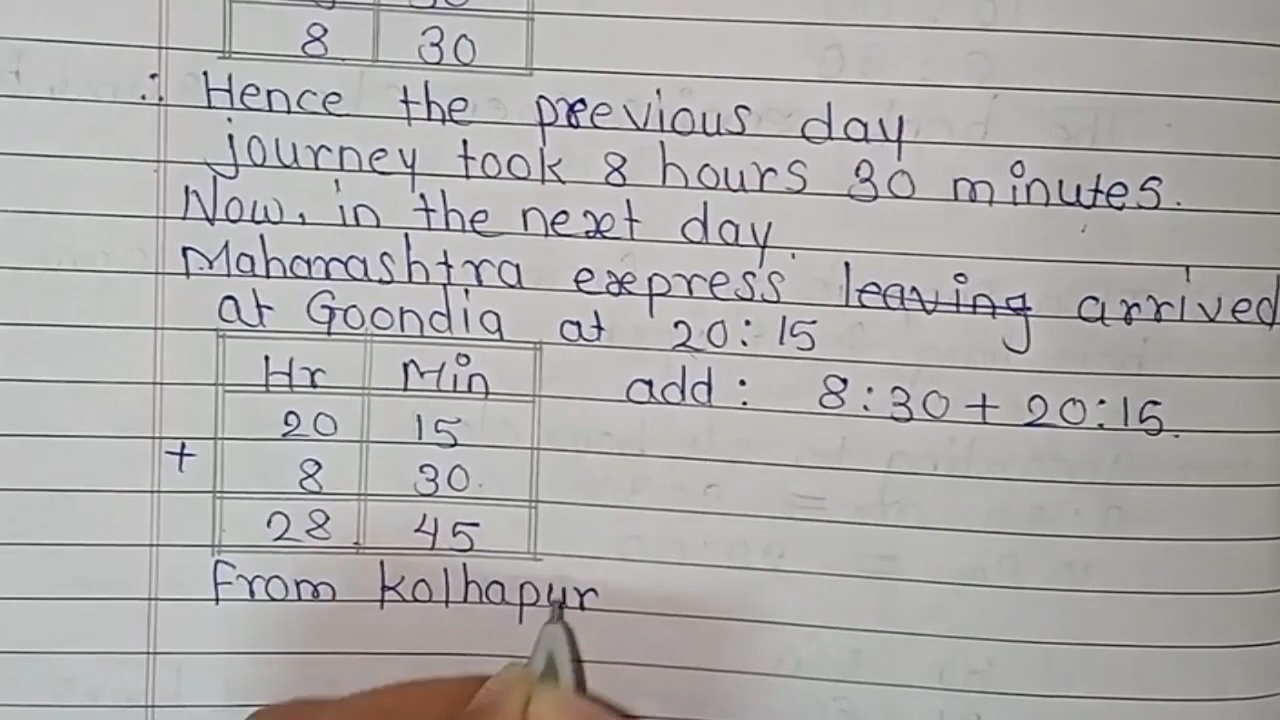 8 30
∴ Hence the previous day
journey took 8 hours 30 minutes.
Now, in the next day
Maharashtra express leaving arrived
at Goondia at 20:15
Hr Min add : 8:30 + 20:15.
20 15
+ 8 30
28 45
From Kolhapur